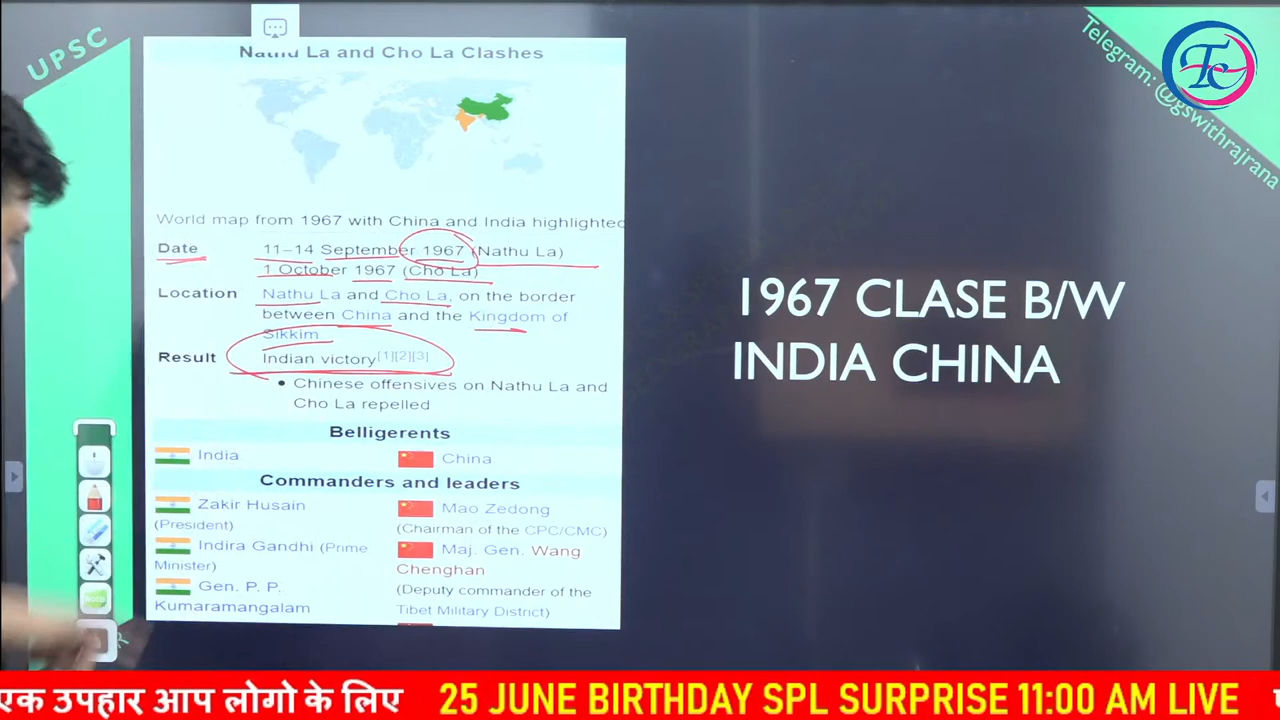 UPSC
Nathu La and Cho La Clashes
Telegram: @gswithrajrana
Tc
World map from 1967 with China and India highlighted
Date 11–14 September 1967 (Nathu La)
1 October 1967 (Cho La)
Location Nathu La and Cho La, on the border
between China and the Kingdom of
Sikkim
Result Indian victory[1][2][3]
• Chinese offensives on Nathu La and
Cho La repelled
Belligerents
India China
Commanders and leaders
Zakir Husain
(President)
Indira Gandhi (Prime
Minister)
Gen. P. P.
Kumaramangalam
Mao Zedong
(Chairman of the CPC/CMC)
Maj. Gen. Wang
Chenghan
(Deputy commander of the
Tibet Military District)
1967 CLASE B/W
INDIA CHINA
एक उपहार आप लोगो के लिए 25 JUNE BIRTHDAY SPL SURPRISE 11:00 AM LIVE